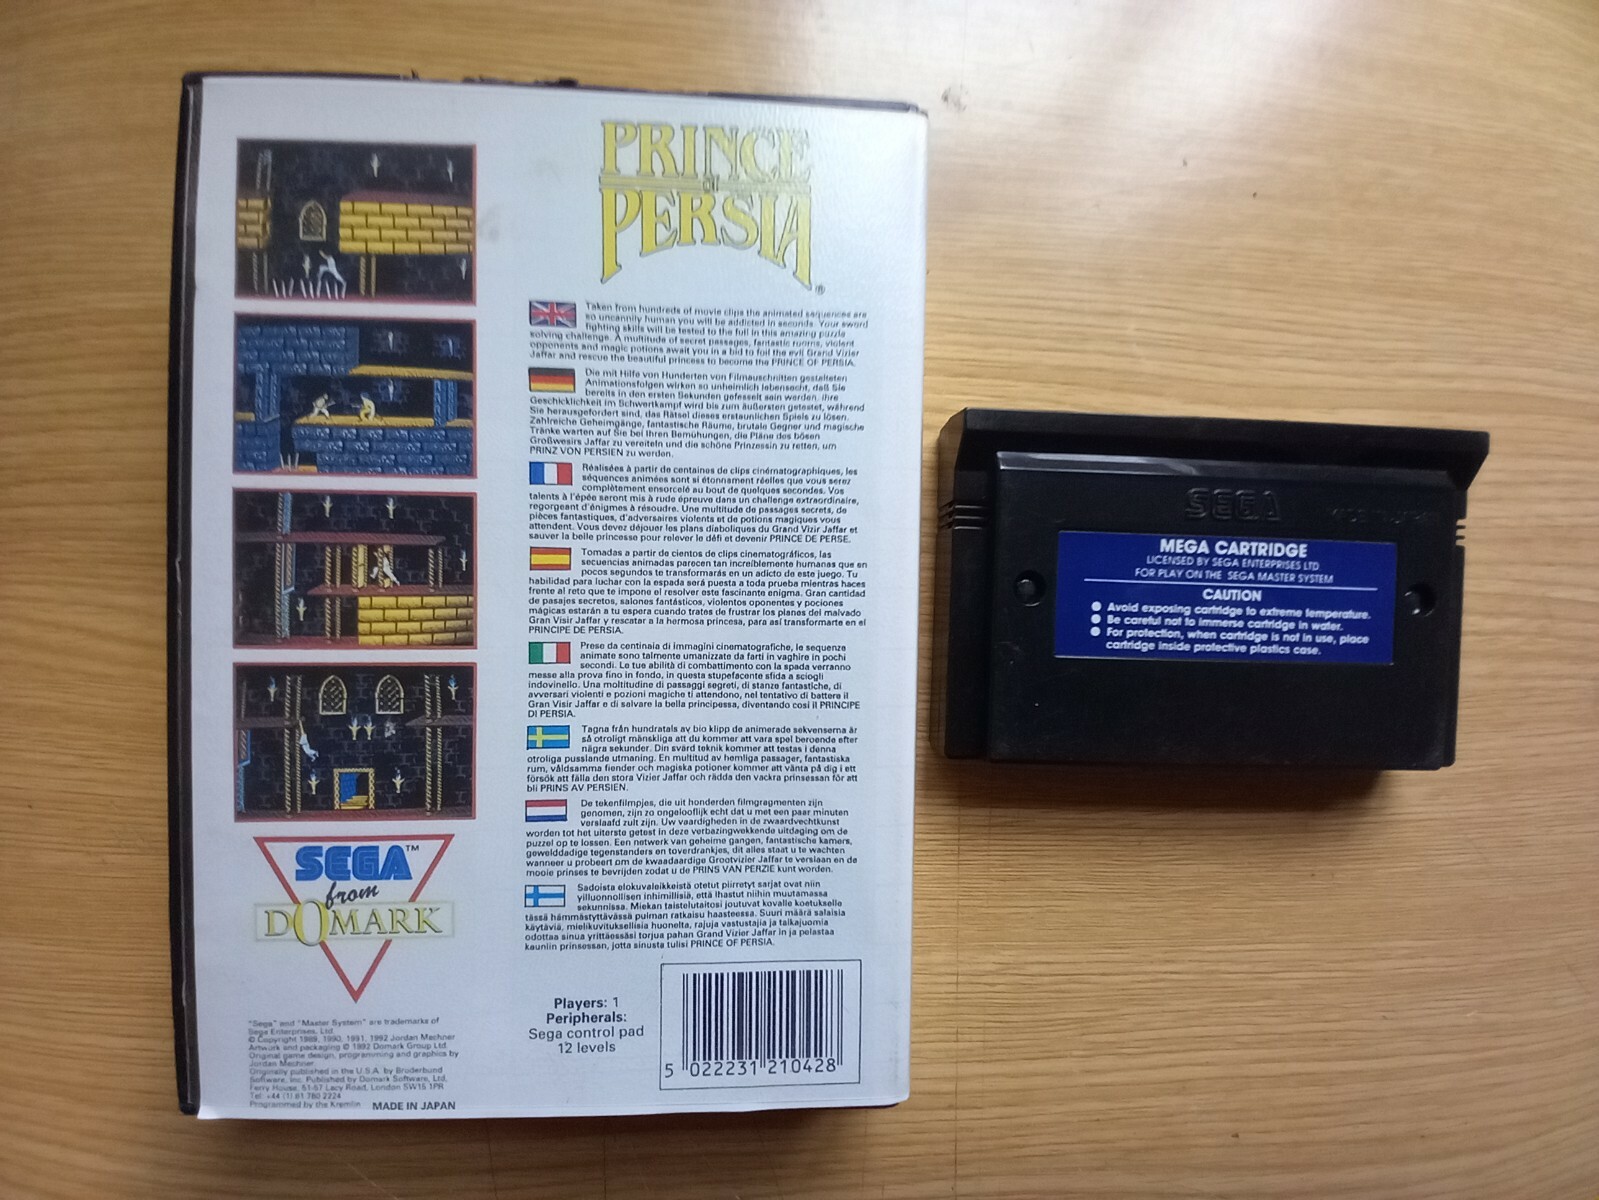 PRINCE
OF
PERSIA
®
Taken from hundreds of movie clips the animated sequences are
so uncannily human you will be addicted in seconds. Your sword
fighting skills will be tested to the full in this amazing puzzle
solving challenge. A multitude of secret passages, fantastic rooms, violent
opponents and magic potions await you in a bid to foil the evil Grand Vizier
Jaffar and rescue the beautiful princess to become the PRINCE OF PERSIA.
Die mit Hilfe von Hunderten von Filmauschnitten gestelteten
Animationsfolgen wirken so unheimlich lebensecht, daß Sie
bereits in den ersten Sekunden gefesselt sein werden. Ihre
Geschicklichkeit im Schwertkampf wird bis zum äußersten getestet, während
Sie herausgefordert sind, das Rätsel dieses erstaunlichen Spiels zu lösen.
Zahlreiche Geheimgänge, fantastische Räume, brutale Gegner und magische
Tränke warten auf Sie bei Ihren Bemühungen, die Pläne des bösen
Großwesirs Jaffar zu vereiteln und die schöne Prinzessin zu retten, um
PRINZ VON PERSIEN zu werden.
Réalisées à partir de centaines de clips cinématographiques, les
séquences animées sont si étonnament réelles que vous serez
complètement ensorcelé au bout de quelques secondes. Vos
talents à l'épée seront mis à rude épreuve dans un challenge extraordinaire,
regorgeant d'énigmes à résoudre. Une multitude de passages secrets, de
pièces fantastiques, d'adversaires violents et de potions magiques vous
attendent. Vous devez déjouer les plans diaboliques du Grand Vizir Jaffar et
sauver la belle princesse pour relever le défi et devenir PRINCE DE PERSE.
Tomadas a partir de cientos de clips cinematográficos, las
secuencias animadas parecen tan increíblemente humanas que en
pocos segundos te transformarás en un adicto de este juego. Tu
habilidad para luchar con la espada será puesta a toda prueba mientras haces
frente al reto que te impone el resolver este fascinante enigma. Gran cantidad
de pasajes secretos, salones fantásticos, violentos oponentes y pociones
mágicas estarán a tu espera cuando trates de frustrar los planes del malvado
Gran Visir Jaffar y rescatar a la hermosa princesa, para así transformarte en el
PRINCIPE DE PERSIA.
Prese da centinaia di immagini cinematografiche, le sequenze
animate sono talmente umanizzate da farti in vaghire in pochi
secondi. Le tue abilità di combattimento con la spada verranno
messe alla prova fino in fondo, in questa stupefacente sfida a sciogli
indovinello. Una moltitudine di passaggi segreti, di stanze fantastiche, di
avversari violenti e pozioni magiche ti attendono, nel tentativo di battere il
Gran Visir Jaffar e di salvare la bella principessa, diventando così il PRINCIPE
DI PERSIA.
Tagna från hundratals av bio klipp de animerade sekvenserna är
så otroligt mänskliga att du kommer att vara spel beroende efter
några sekunder. Din svärd teknik kommer att testas i denna
otroliga pusslande utmaning. En multitud av hemliga passager, fantastiska
rum, våldsamma fiender och magiska potioner kommer att vänta på dig i ett
försök att fälla den stora Vizier Jaffar och rädda den vackra prinsessan för att
bli PRINS AV PERSIEN.
De tekenfilmpjes, die uit honderden filmgragmenten zijn
genomen, zijn zo ongelooflijk echt dat u met een paar minuten
verslaafd zult zijn. Uw vaardigheden in de zwaardvechtkunst
worden tot het uiterste getest in deze verbazingwekkende uitdaging om de
puzzel op te lossen. Een netwerk van geheime gangen, fantastische kamers,
gewelddadige tegenstanders en toverdrankjes, dit alles staat u te wachten
wanneer u probeert om de kwaadaardige Grootvizier Jaffar te verslaan en de
mooie prinses te bevrijden zodat u de PRINS VAN PERZIE kunt worden.
Sadoista elokuvaleikkeistä otetut piirretyt sarjat ovat niin
yilluonnollisen inhimillisiä, että lhastut niihin muutamassa
sekunnissa. Miekan taistelutaitosi joutuvat kovalle koetukselle
tässä hämmästyttävässä pulman ratkaisu haasteessa. Suuri määrä salaisia
käytäviä, mielikuvituksellisia huoneita, rajuja vastustajia ja taikajuomia
odottaa sinua yrittäessäsi torjua pahan Grand Vizier Jaffar in ja pelastaa
kauniin prinsessan, jotta sinusta tulisi PRINCE OF PERSIA.
SEGA™
from
DOMARK
"Sega" and "Master System" are trademarks of
Sega Enterprises, Ltd.
© Copyright 1989, 1990, 1991, 1992 Jordan Mechner
Artwork and packaging © 1992 Domark Group Ltd.
Original game design, programming and graphics by
Jordan Mechner
Originally published in the U.S.A. by Brøderbund
Software, Inc. Published by Domark Software, Ltd,
Ferry House, 51-57 Lacy Road, London SW15 1PR
Tel: +44 (1) 81 780 2224
Programmed by the Kremlin MADE IN JAPAN
Players: 1
Peripherals:
Sega control pad
12 levels
5 022231 210428
SEGA
MEGA CARTRIDGE
LICENSED BY SEGA ENTERPRISES LTD
FOR PLAY ON THE SEGA MASTER SYSTEM
CAUTION
● Avoid exposing cartridge to extreme temperature.
● Be careful not to immerse cartridge in water.
● For protection, when cartridge is not in use, place
cartridge inside protective plastics case.